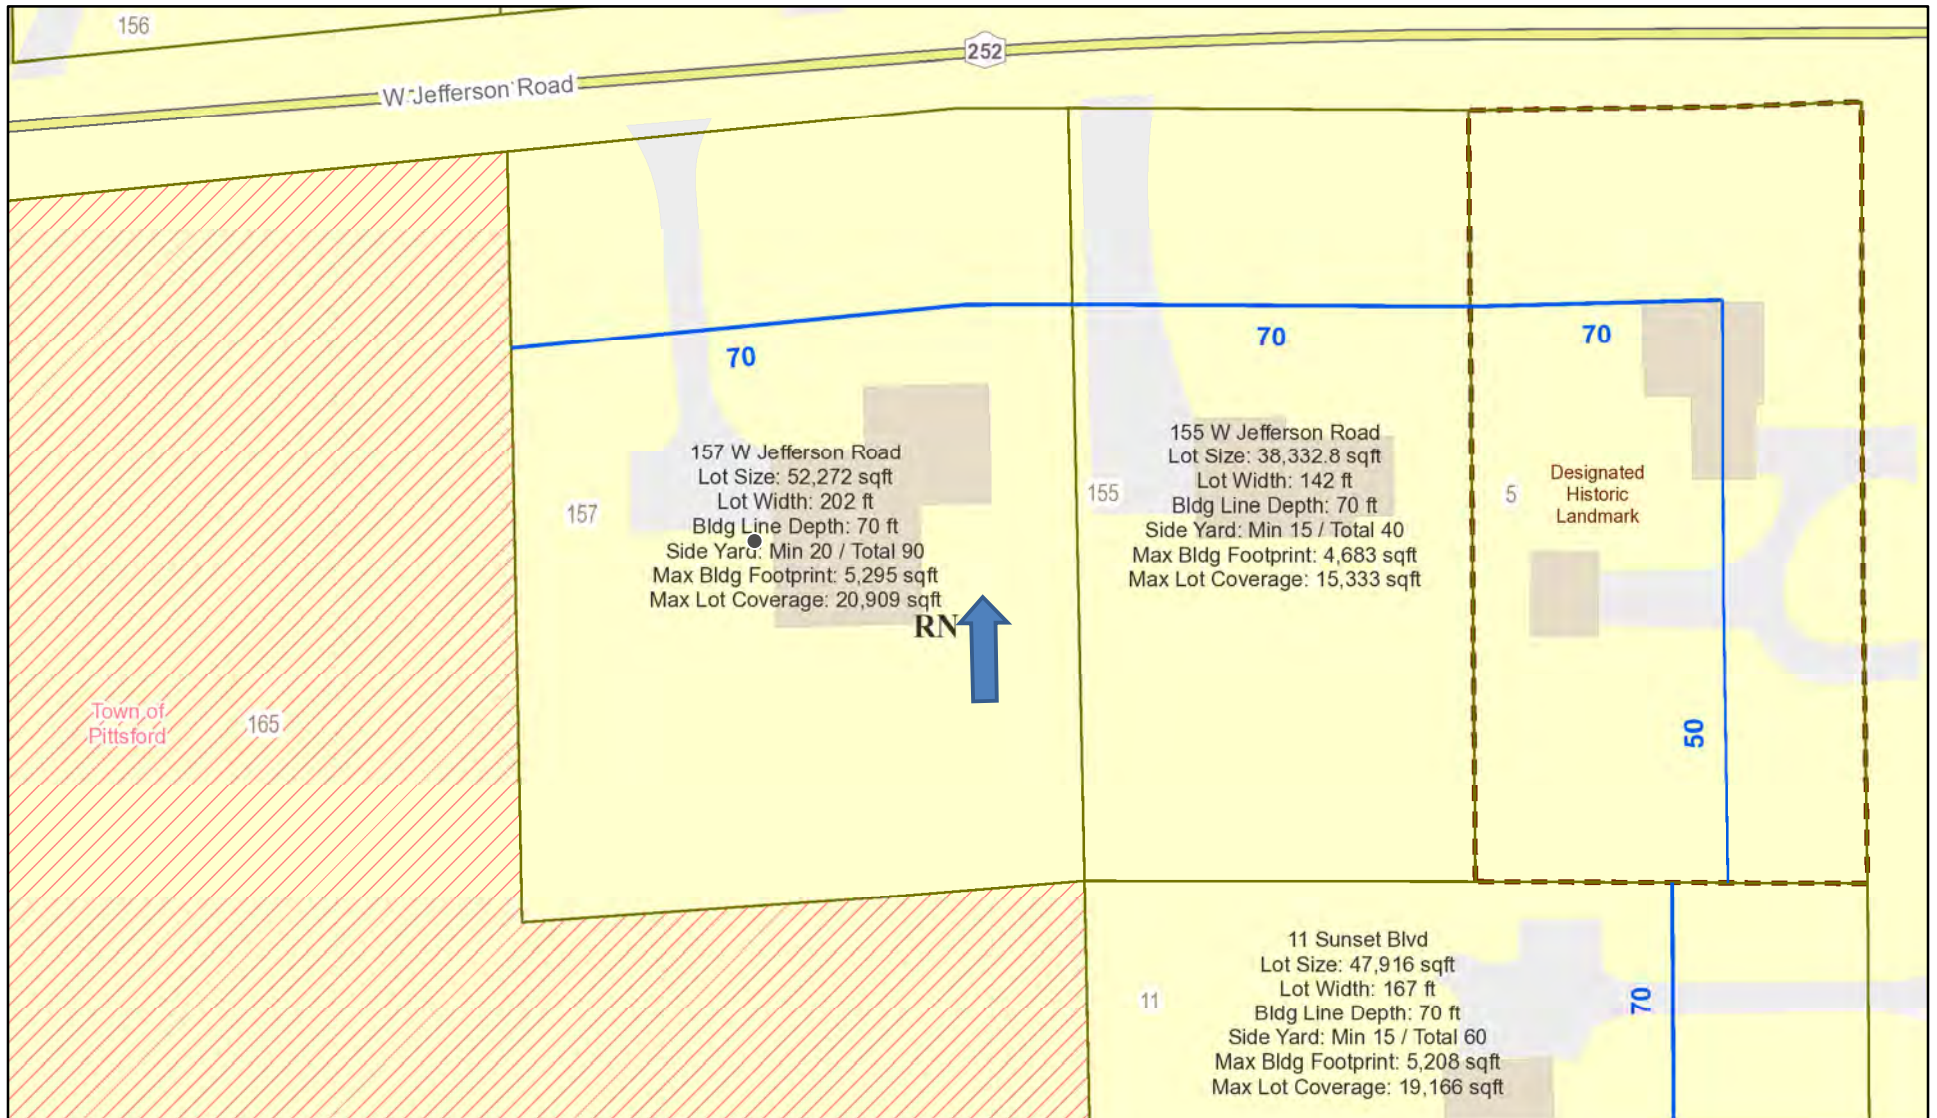 156
252
W Jefferson Road
70
70
70
157 W Jefferson Road
Lot Size: 52,272 sqft
Lot Width: 202 ft
Bldg Line Depth: 70 ft
Side Yard: Min 20 / Total 90
Max Bldg Footprint: 5,295 sqft
Max Lot Coverage: 20,909 sqft
157
RN
155 W Jefferson Road
Lot Size: 38,332.8 sqft
Lot Width: 142 ft
Bldg Line Depth: 70 ft
Side Yard: Min 15 / Total 40
Max Bldg Footprint: 4,683 sqft
Max Lot Coverage: 15,333 sqft
155
5
Designated
Historic
Landmark
50
Town of
Pittsford
165
11 Sunset Blvd
Lot Size: 47,916 sqft
Lot Width: 167 ft
Bldg Line Depth: 70 ft
Side Yard: Min 15 / Total 60
Max Bldg Footprint: 5,208 sqft
Max Lot Coverage: 19,166 sqft
11
70